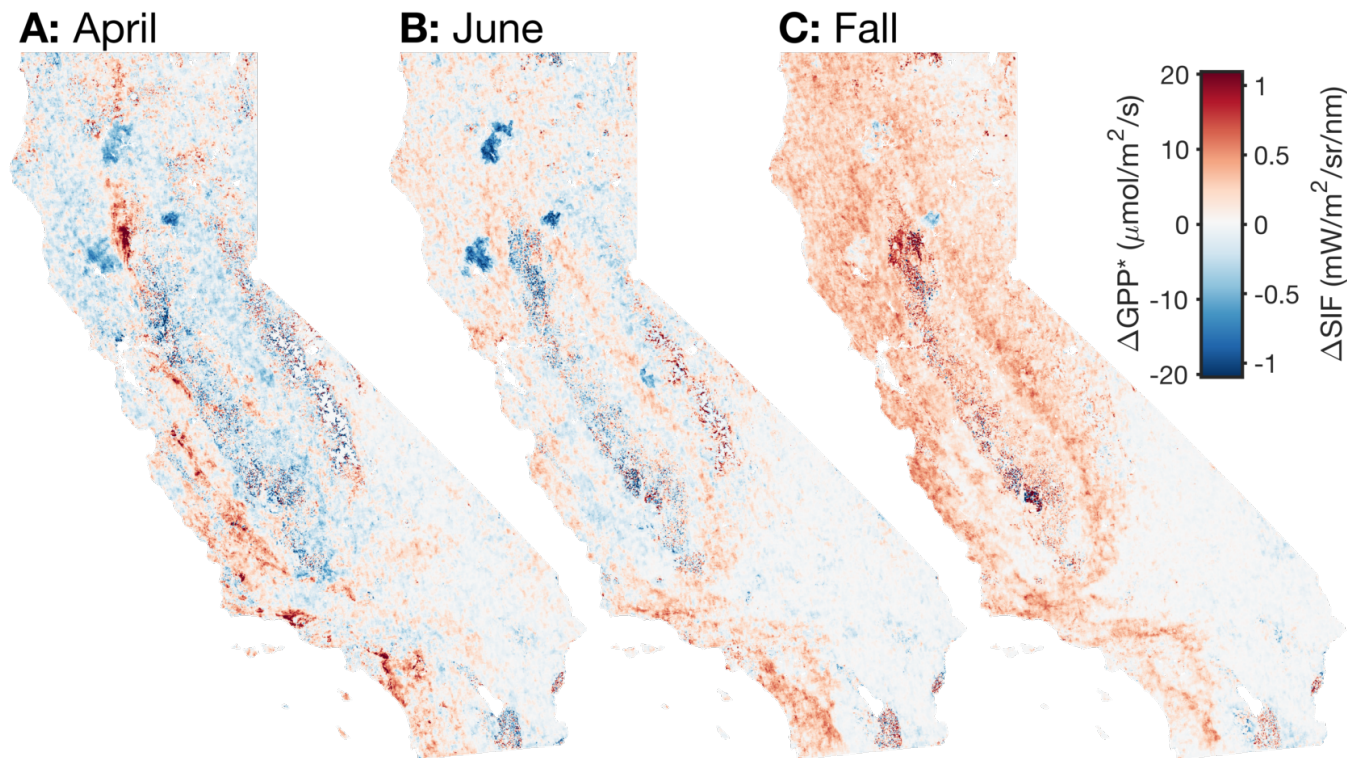 A: April
B: June
C: Fall
ΔGPP* (μmol/m²/s)
20
10
0
-10
-20
1
0.5
0
-0.5
-1
ΔSIF (mW/m²/sr/nm)